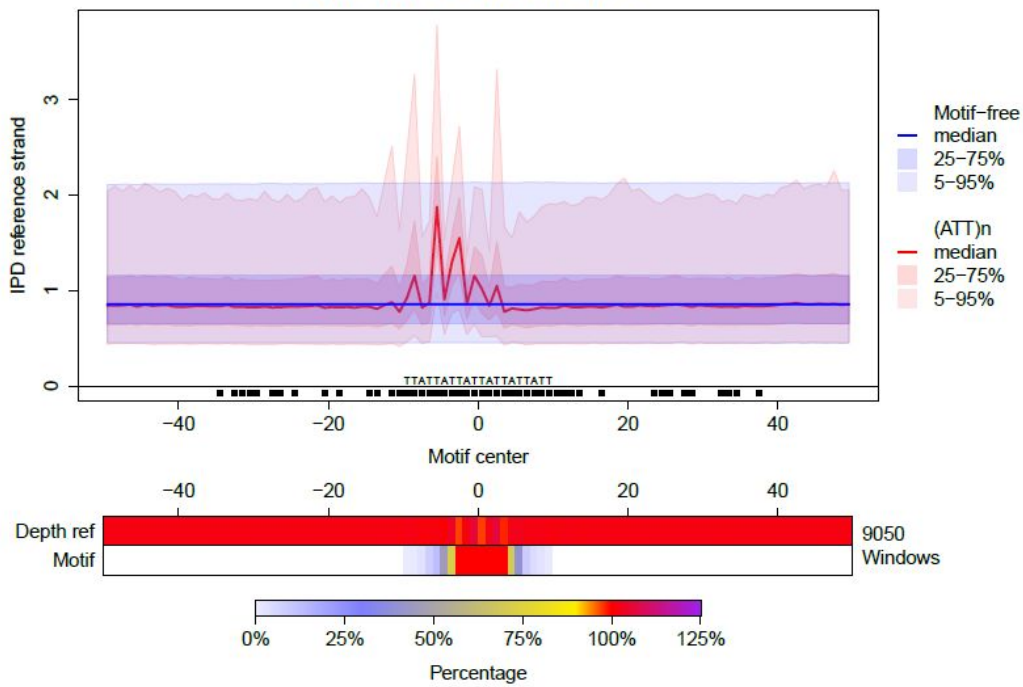 3
2
1
0
IPD reference strand
TTATTATTATTATTATTATT
−40 −20 0 20 40
Motif center
Motif−free
median
25−75%
5−95%
(ATT)n
median
25−75%
5−95%
−40 −20 0 20 40
Depth ref 9050
Motif Windows
0% 25% 50% 75% 100% 125%
Percentage